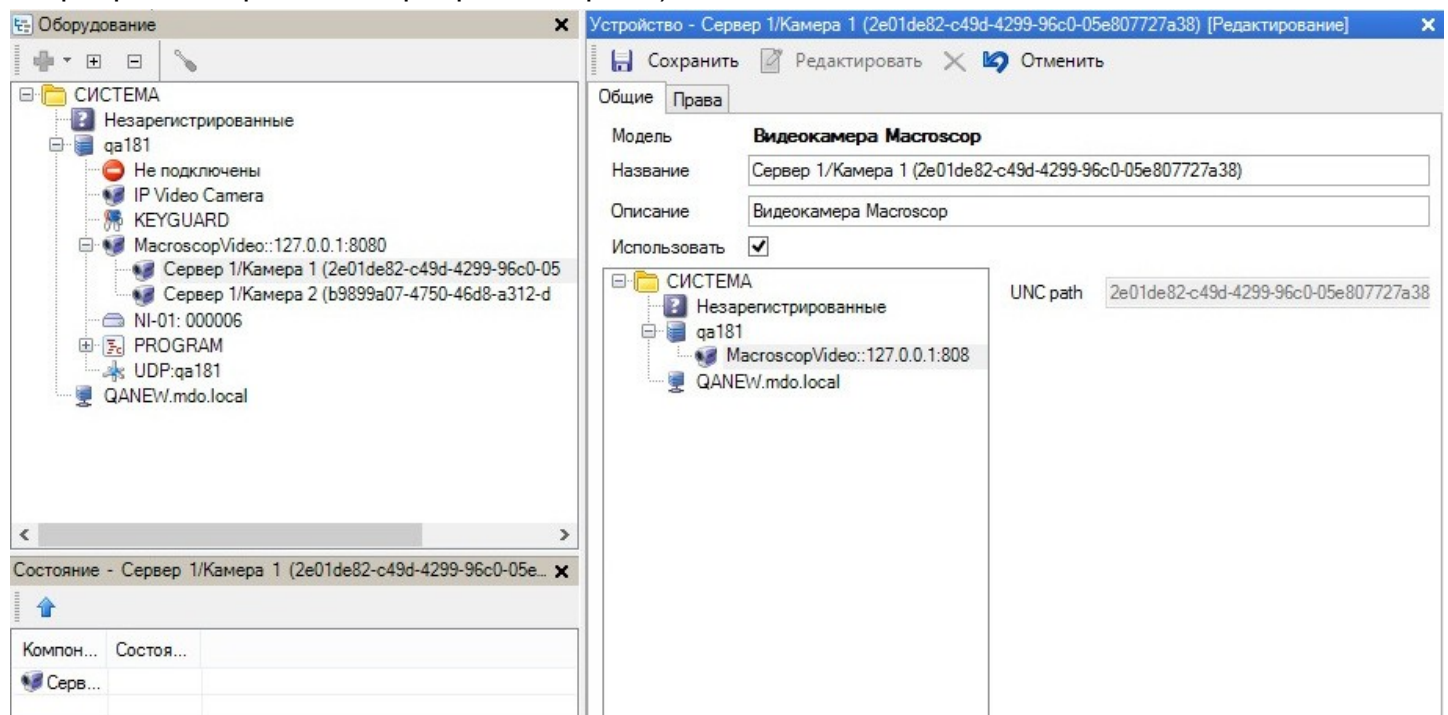 Оборудование
СИСТЕМА
Незарегистрированные
qa181
Не подключены
IP Video Camera
KEYGUARD
MacroscopVideo::127.0.0.1:8080
Сервер 1/Камера 1 (2e01de82-c49d-4299-96c0-05
Сервер 1/Камера 2 (b9899a07-4750-46d8-a312-d
NI-01: 000006
PROGRAM
UDP:qa181
QANEW.mdo.local
Состояние - Сервер 1/Камера 1 (2e01de82-c49d-4299-96c0-05e...
Компон... Состоя...
Серв...
Устройство - Сервер 1/Камера 1 (2e01de82-c49d-4299-96c0-05e807727a38) [Редактирование]
Сохранить Редактировать Отменить
Общие Права
Модель Видеокамера Macroscop
Название Сервер 1/Камера 1 (2e01de82-c49d-4299-96c0-05e807727a38)
Описание Видеокамера Macroscop
Использовать
СИСТЕМА
Незарегистрированные
qa181
MacroscopVideo::127.0.0.1:808
QANEW.mdo.local
UNC path 2e01de82-c49d-4299-96c0-05e807727a38